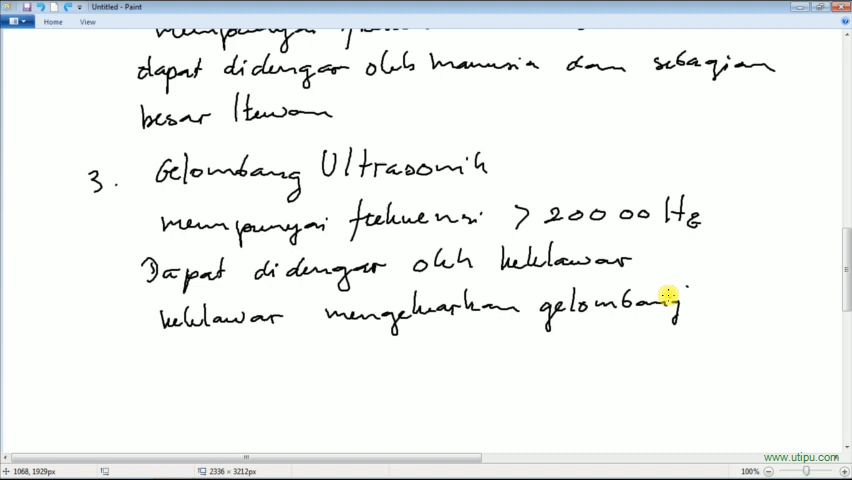 Untitled - Paint
Home View
mempunyai
dapat didengar oleh manusia dan sebagian
besar Hewan
3. Gelombang Ultrasonik
mempunyai frekuensi > 20000 Hz
Dapat didengar oleh kelelawar
kelelawar mengeluarkan gelombang
www.utipu.com
1068, 1929px 2336 x 3212px 100%